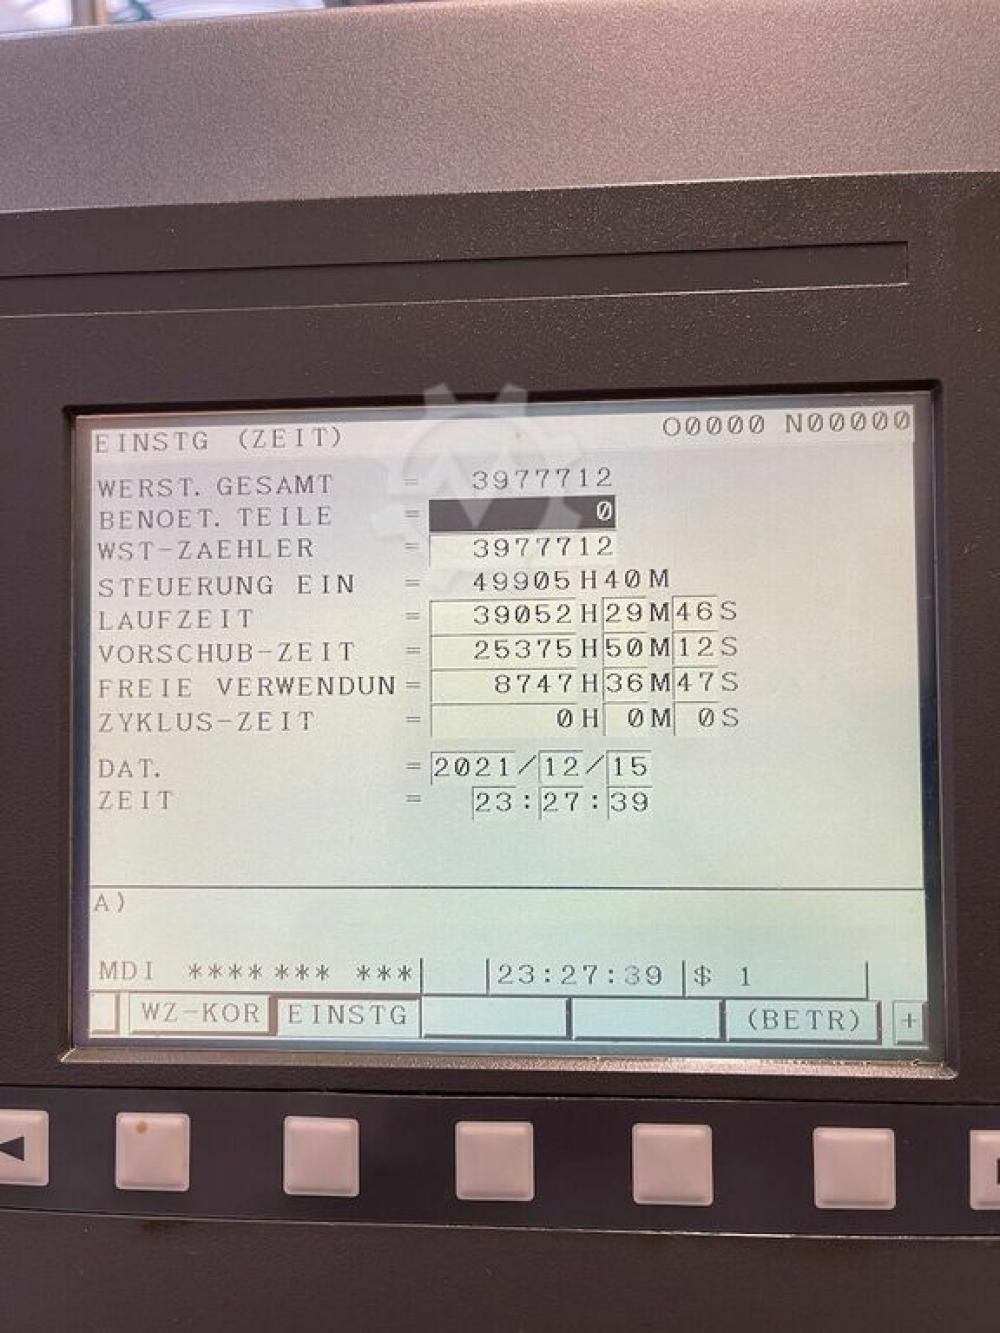 EINSTG (ZEIT) O0000 N00000
WERST. GESAMT = 3977712
BENOET. TEILE = 0
WST-ZAEHLER = 3977712
STEUERUNG EIN = 49905H40M
LAUFZEIT = 39052H29M46S
VORSCHUB-ZEIT = 25375H50M12S
FREIE VERWENDUN = 8747H36M47S
ZYKLUS-ZEIT = 0H 0M 0S
DAT. = 2021/12/15
ZEIT = 23:27:39
A)
MDI **** *** *** 23:27:39 $ 1
WZ-KOR EINSTG (BETR) +